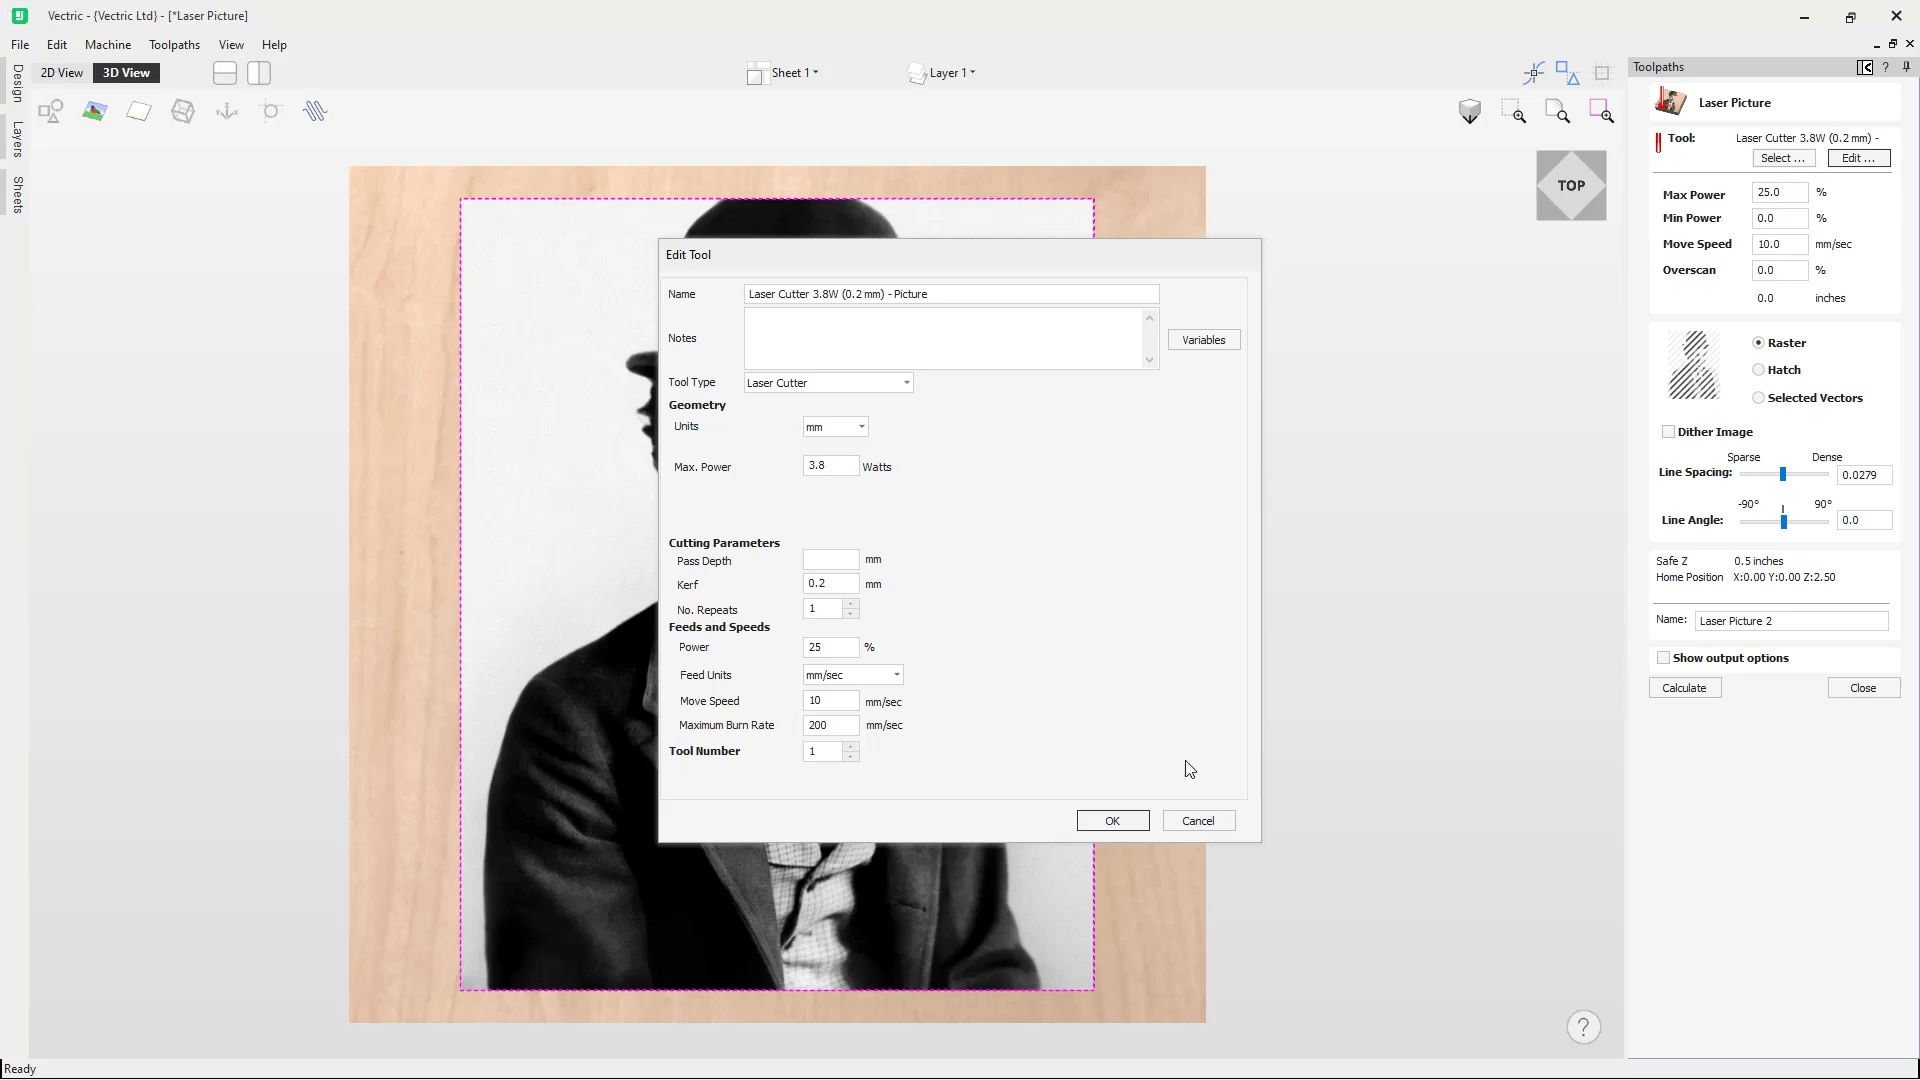 Vectric - {Vectric Ltd} - [*Laser Picture]
File Edit Machine Toolpaths View Help
2D View 3D View Sheet 1 Layer 1 Toolpaths ?
Design
Layers
Sheets
TOP
Laser Picture
Tool: Laser Cutter 3.8W (0.2 mm) -
Select ... Edit ...
Max Power 25.0 %
Min Power 0.0 %
Move Speed 10.0 mm/sec
Overscan 0.0 %
0.0 inches
Raster
Hatch
Selected Vectors
Dither Image
Sparse Dense
Line Spacing: 0.0279
-90° 90°
Line Angle: 0.0
Safe Z 0.5 inches
Home Position X:0.00 Y:0.00 Z:2.50
Name: Laser Picture 2
Show output options
Calculate Close
Edit Tool
Name Laser Cutter 3.8W (0.2 mm) - Picture
Notes Variables
Tool Type Laser Cutter
Geometry
Units mm
Max. Power 3.8 Watts
Cutting Parameters
Pass Depth mm
Kerf 0.2 mm
No. Repeats 1
Feeds and Speeds
Power 25 %
Feed Units mm/sec
Move Speed 10 mm/sec
Maximum Burn Rate 200 mm/sec
Tool Number 1
OK Cancel
?
Ready